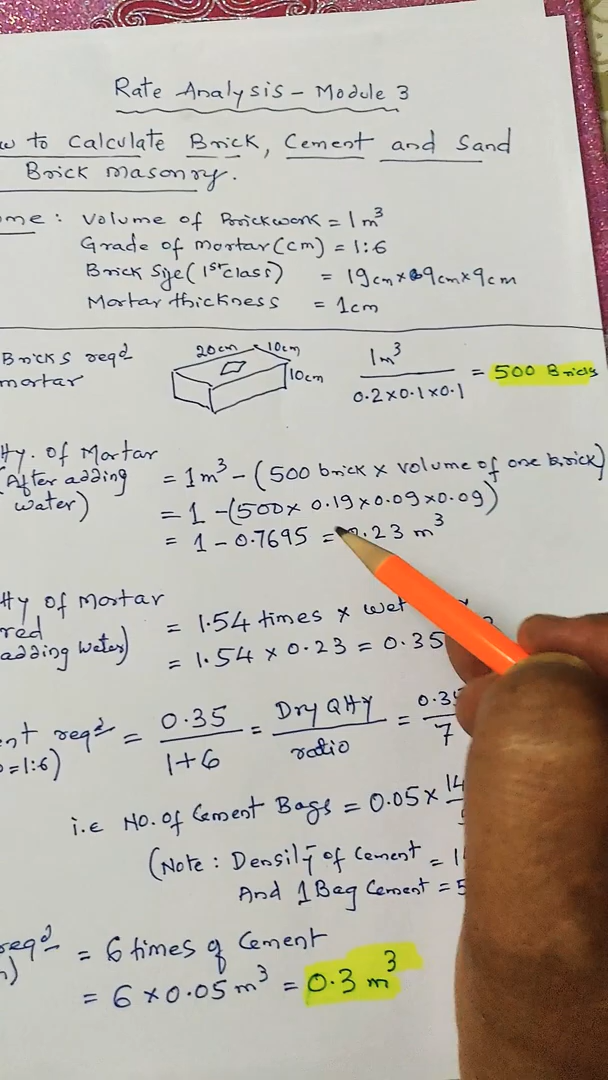 Rate Analysis - Module 3
to Calculate Brick, Cement and Sand
Brick Masonry.
Volume of Brickwork = 1m³
Grade of mortar (cm) = 1:6
Brick Size (1st class) = 19cm x 9cm x 9cm
Mortar thickness = 1cm
Bricks reqd
mortar
20cm
10cm
10cm
1m³ / 0.2 x 0.1 x 0.1 = 500 Bricks
Qty. of Mortar
(After adding water)
= 1m³ - (500 brick x volume of one brick)
= 1 - (500 x 0.19 x 0.09 x 0.09)
= 1 - 0.7695 = 0.23 m³
Qty of Mortar
adding water)
= 1.54 times x wet
= 1.54 x 0.23 = 0.35
reqd = 0.35 / 1+6 = Dry Qty / ratio = 0.35 / 7
= 1:6)
i.e No. of Cement Bags = 0.05 x
(Note : Density of Cement =
And 1 Bag Cement =
reqd = 6 times of Cement
= 6 x 0.05 m³ = 0.3 m³